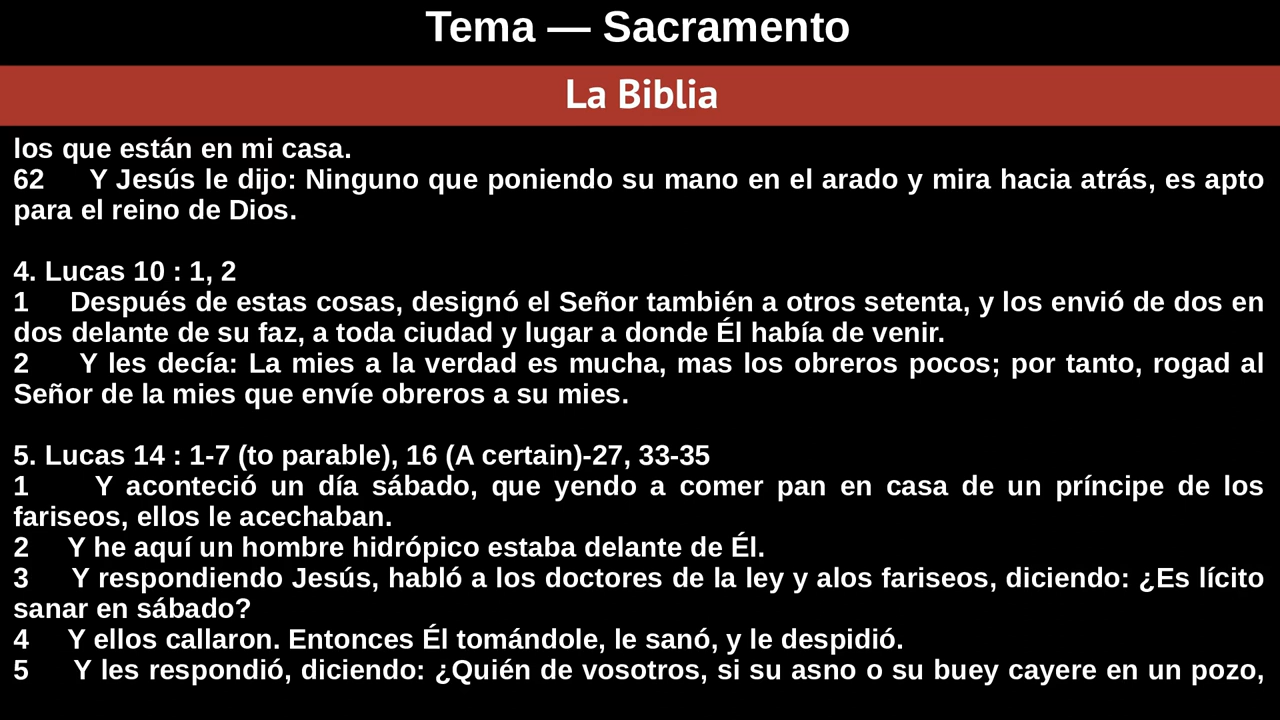 Tema — Sacramento
La Biblia
los que están en mi casa.
62 Y Jesús le dijo: Ninguno que poniendo su mano en el arado y mira hacia atrás, es apto
para el reino de Dios.
4. Lucas 10 : 1, 2
1 Después de estas cosas, designó el Señor también a otros setenta, y los envió de dos en
dos delante de su faz, a toda ciudad y lugar a donde Él había de venir.
2 Y les decía: La mies a la verdad es mucha, mas los obreros pocos; por tanto, rogad al
Señor de la mies que envíe obreros a su mies.
5. Lucas 14 : 1-7 (to parable), 16 (A certain)-27, 33-35
1 Y aconteció un día sábado, que yendo a comer pan en casa de un príncipe de los
fariseos, ellos le acechaban.
2 Y he aquí un hombre hidrópico estaba delante de Él.
3 Y respondiendo Jesús, habló a los doctores de la ley y alos fariseos, diciendo: ¿Es lícito
sanar en sábado?
4 Y ellos callaron. Entonces Él tomándole, le sanó, y le despidió.
5 Y les respondió, diciendo: ¿Quién de vosotros, si su asno o su buey cayere en un pozo,